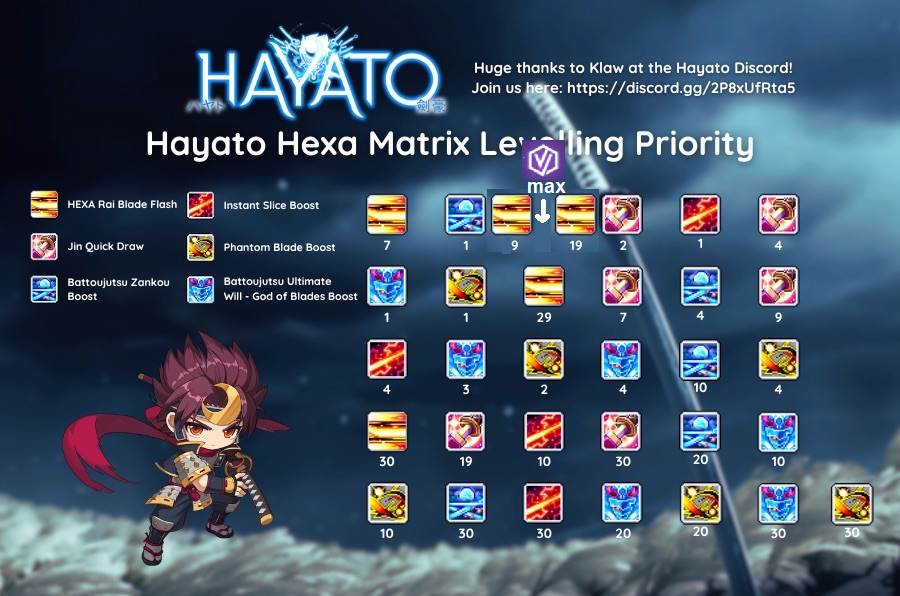 HAYATO
ハヤト 劍豪
Huge thanks to Klaw at the Hayato Discord!
Join us here: https://discord.gg/2P8xUfRta5
Hayato Hexa Matrix Levelling Priority
max
HEXA Rai Blade Flash
Instant Slice Boost
Jin Quick Draw
Phantom Blade Boost
Battoujutsu Zankou
Boost
Battoujutsu Ultimate
Will - God of Blades Boost
7 1 9 19 2 1 4
1 1 29 7 4 9
4 3 2 4 10 4
30 19 10 30 20 10
10 30 30 20 20 30 30